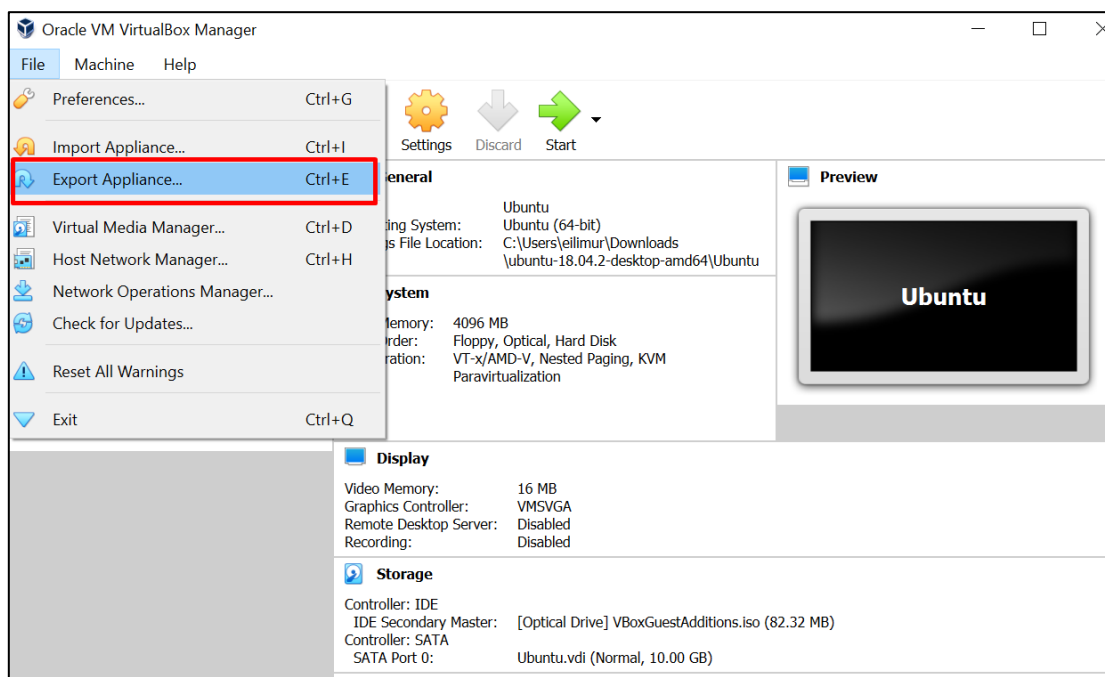 Oracle VM VirtualBox Manager
File Machine Help
Preferences... Ctrl+G
Import Appliance... Ctrl+I
Export Appliance... Ctrl+E
Virtual Media Manager... Ctrl+D
Host Network Manager... Ctrl+H
Network Operations Manager...
Check for Updates...
Reset All Warnings
Exit Ctrl+Q
Settings Discard Start
eneral
Ubuntu
ing System: Ubuntu (64-bit)
s File Location: C:\Users\eilimur\Downloads
\ubuntu-18.04.2-desktop-amd64\Ubuntu
ystem
Memory: 4096 MB
rder: Floppy, Optical, Hard Disk
ration: VT-x/AMD-V, Nested Paging, KVM
Paravirtualization
Preview
Ubuntu
Display
Video Memory: 16 MB
Graphics Controller: VMSVGA
Remote Desktop Server: Disabled
Recording: Disabled
Storage
Controller: IDE
IDE Secondary Master: [Optical Drive] VBoxGuestAdditions.iso (82.32 MB)
Controller: SATA
SATA Port 0: Ubuntu.vdi (Normal, 10.00 GB)